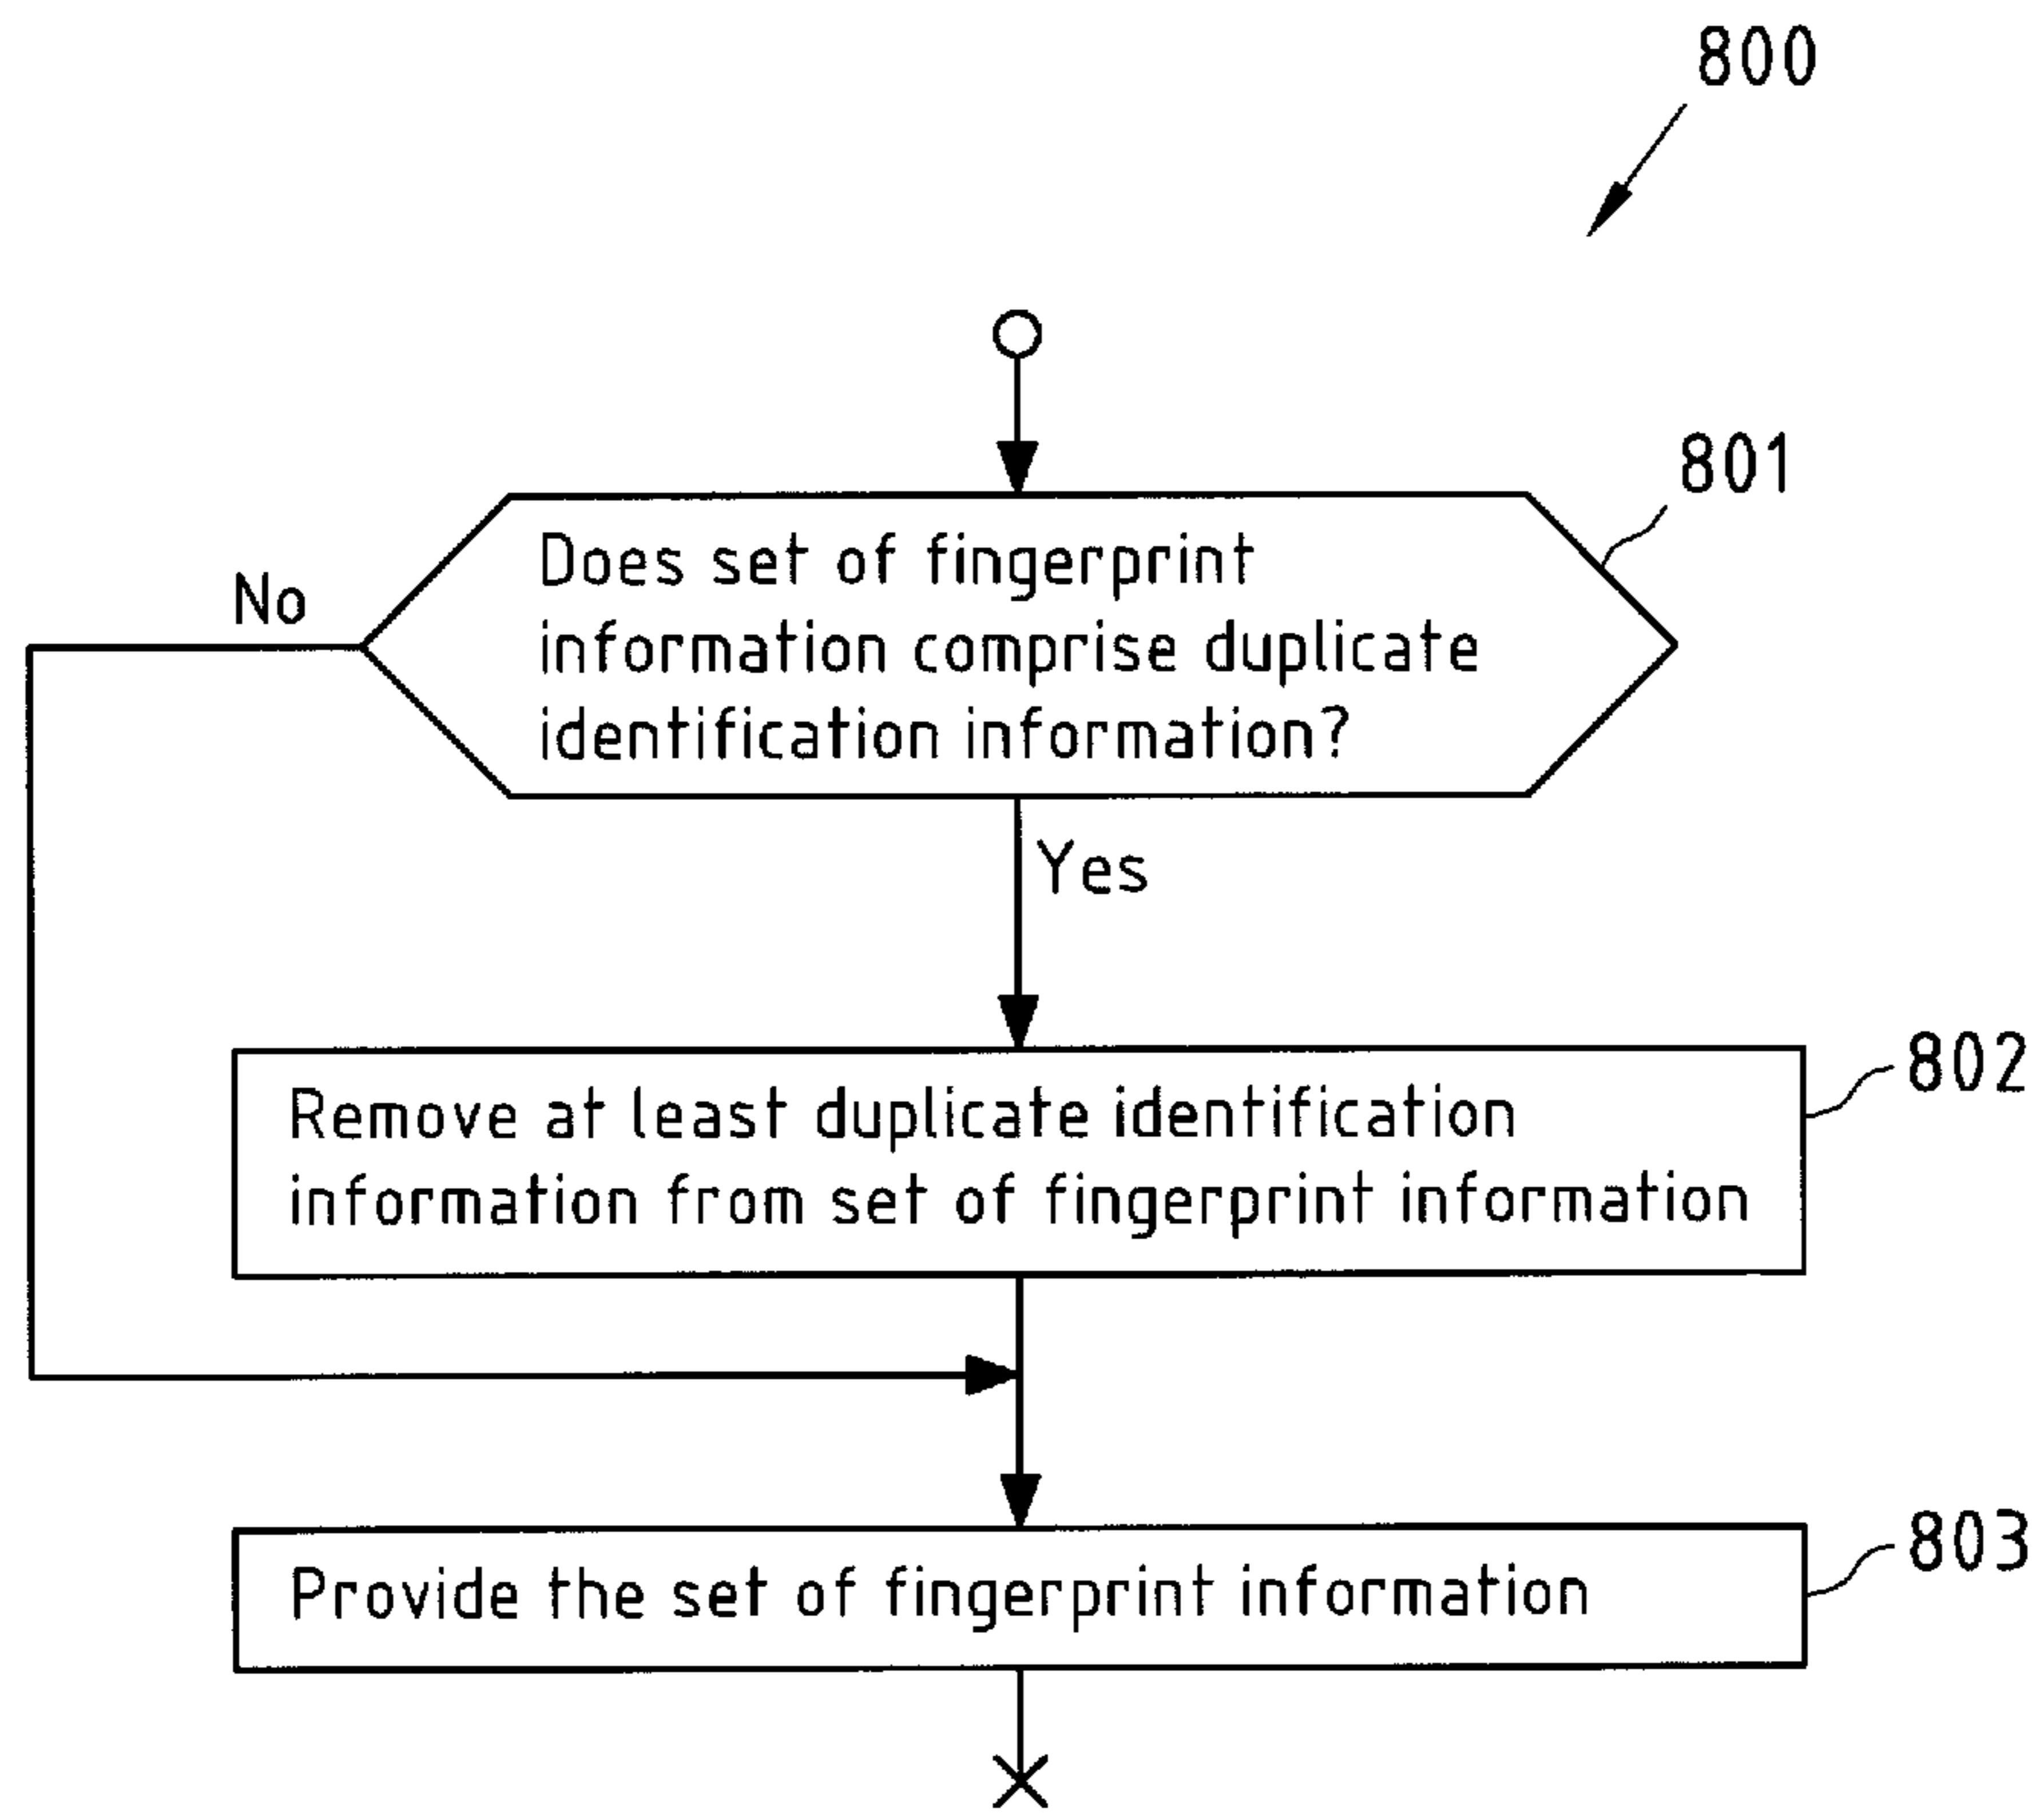 800
801
Does set of fingerprint
information comprise duplicate
identification information?
No
Yes
802
Remove at least duplicate identification
information from set of fingerprint information
803
Provide the set of fingerprint information